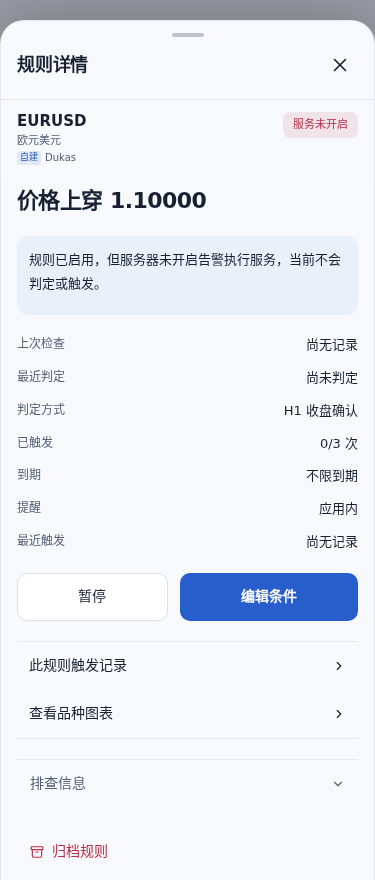 规则详情
EURUSD
服务未开启
欧元美元
自建 Dukas
价格上穿 1.10000
规则已启用，但服务器未开启告警执行服务，当前不会
判定或触发。
上次检查 尚无记录
最近判定 尚未判定
判定方式 H1 收盘确认
已触发 0/3 次
到期 不限到期
提醒 应用内
最近触发 尚无记录
暂停 编辑条件
此规则触发记录
查看品种图表
排查信息
归档规则